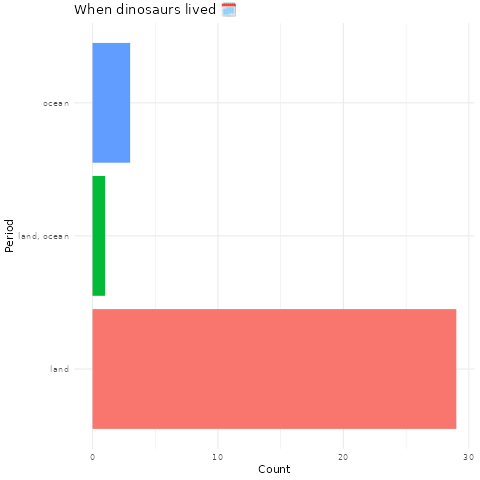 When dinosaurs lived 🗓️
ocean
land, ocean
land
Period
0 10 20 30
Count